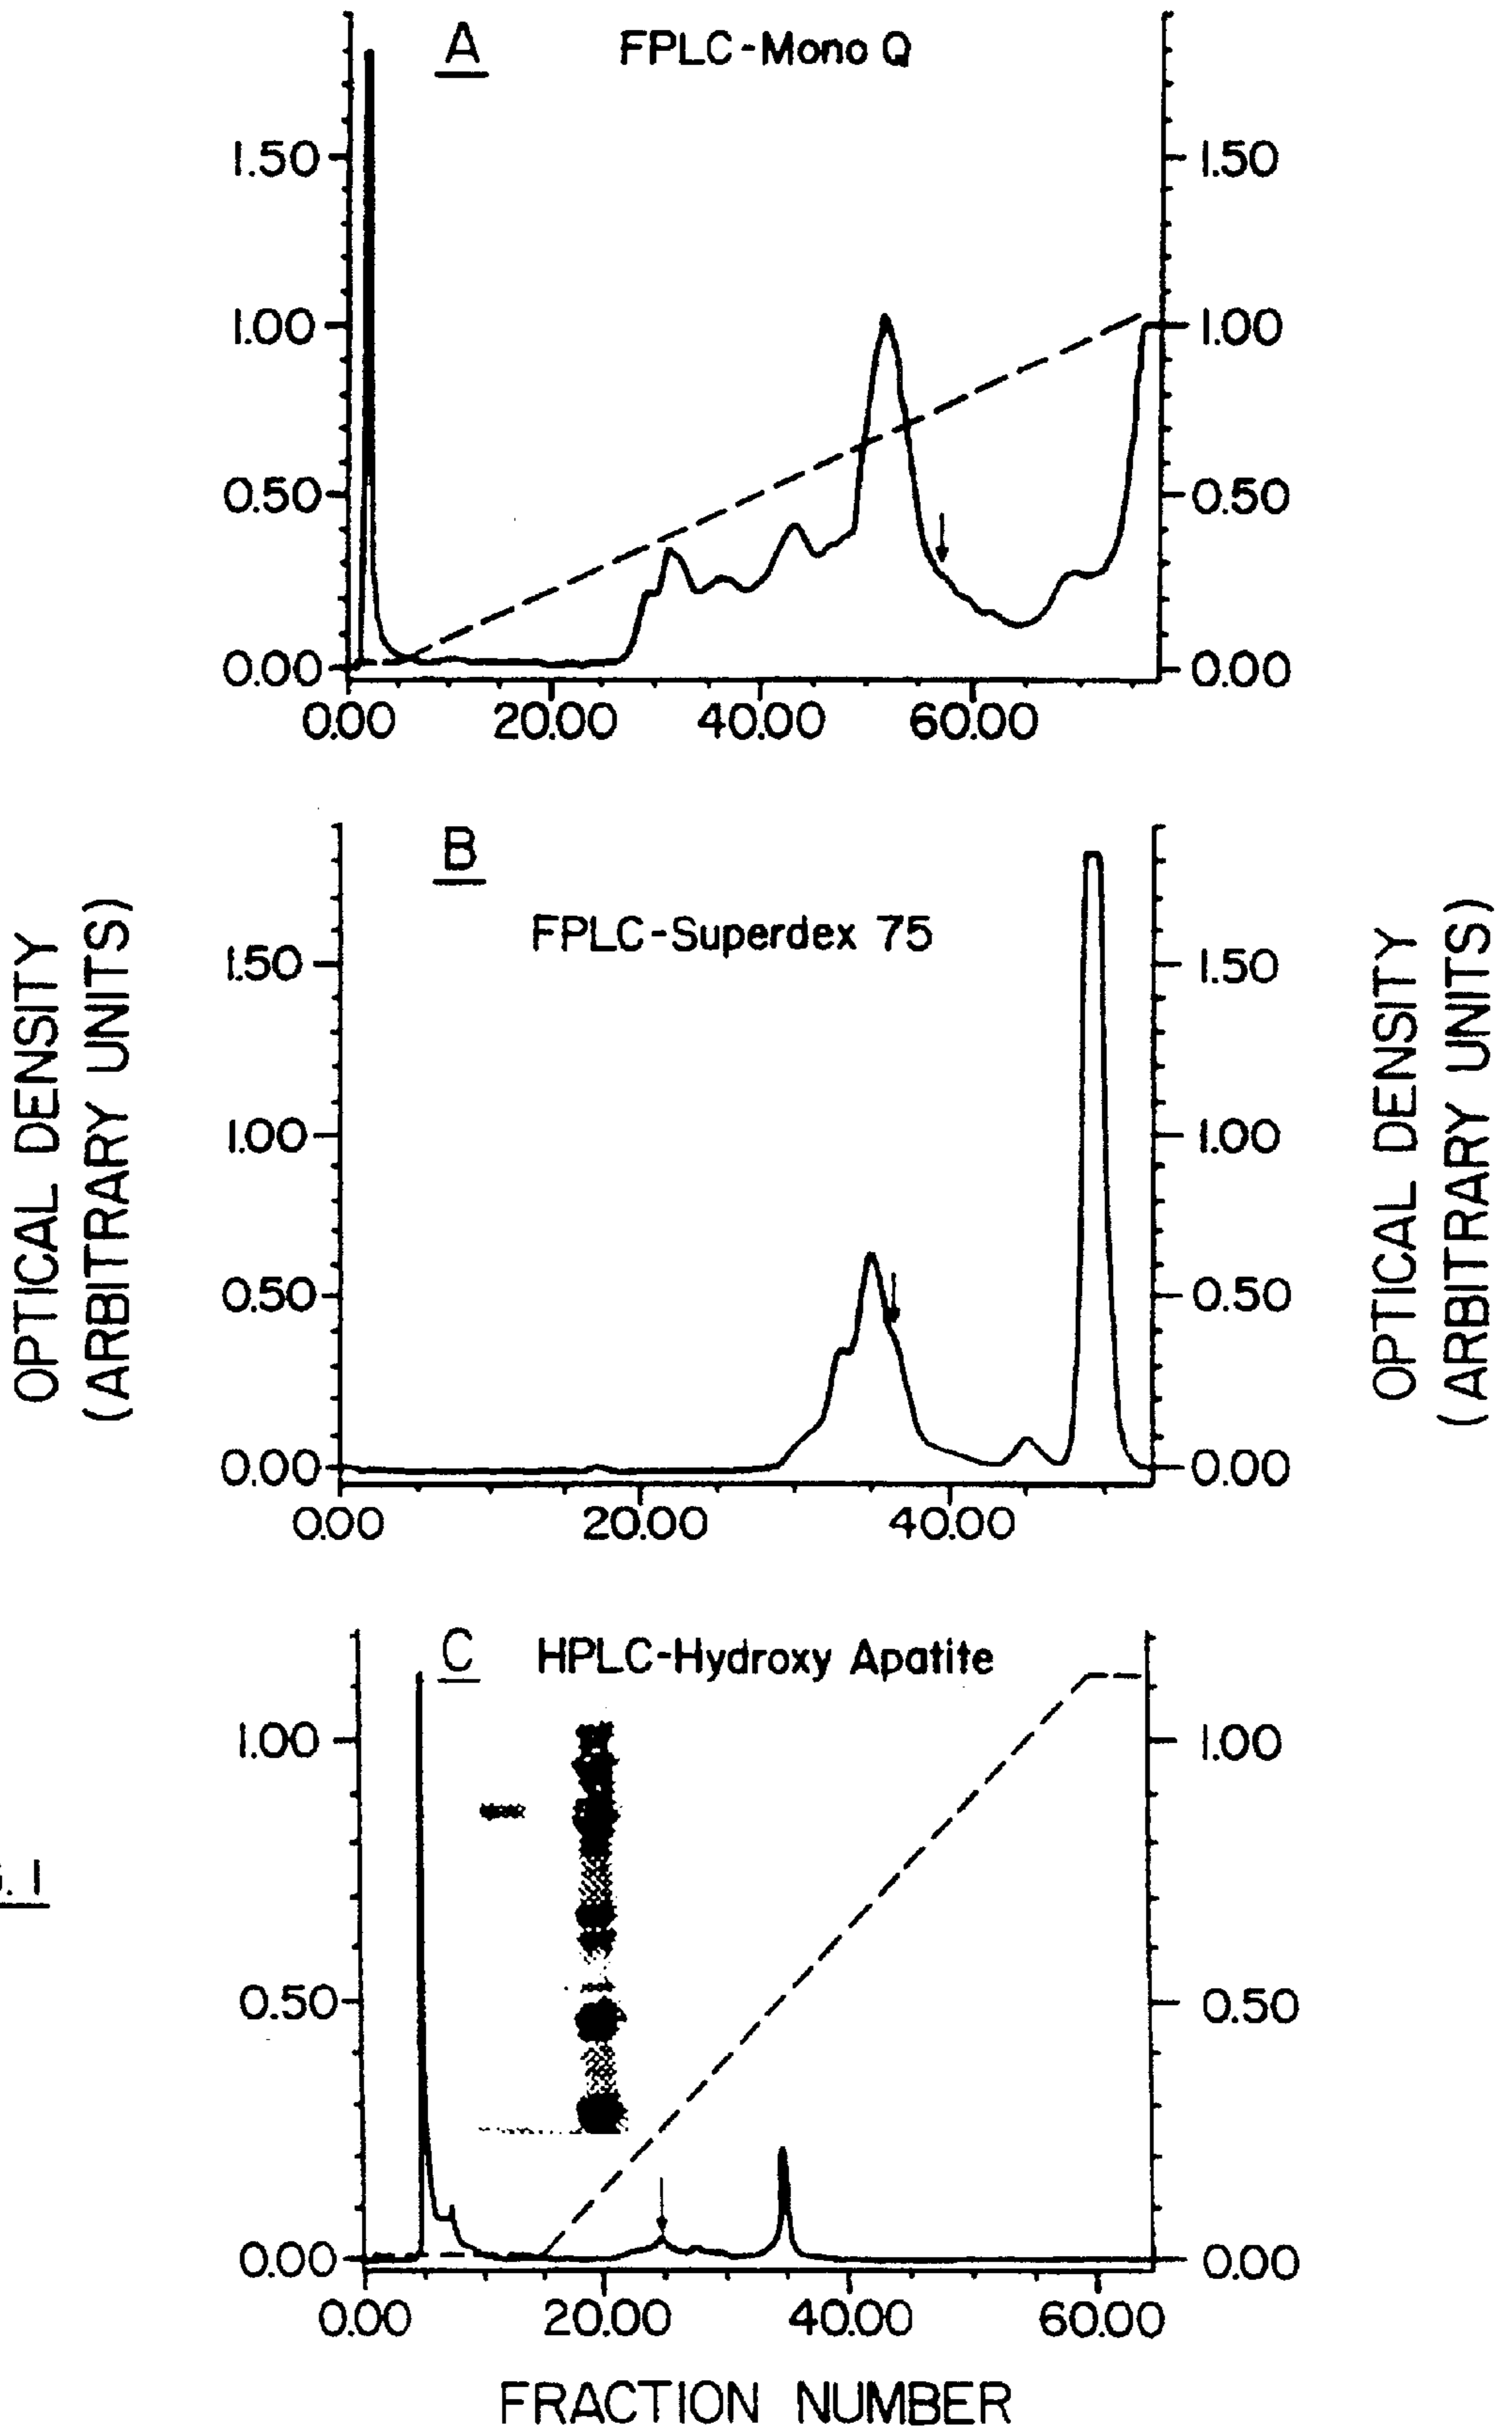 A FPLC-Mono Q
1.50 1.50
1.00 1.00
0.50 0.50
0.00 0.00
0.00 20.00 40.00 60.00
B
FPLC-Superdex 75
1.50 1.50
1.00 1.00
0.50 0.50
0.00 0.00
0.00 20.00 40.00
OPTICAL DENSITY
(ARBITRARY UNITS)
OPTICAL DENSITY
(ARBITRARY UNITS)
C HPLC-Hydroxy Apatite
1.00 1.00
0.50 0.50
0.00 0.00
0.00 20.00 40.00 60.00
FRACTION NUMBER